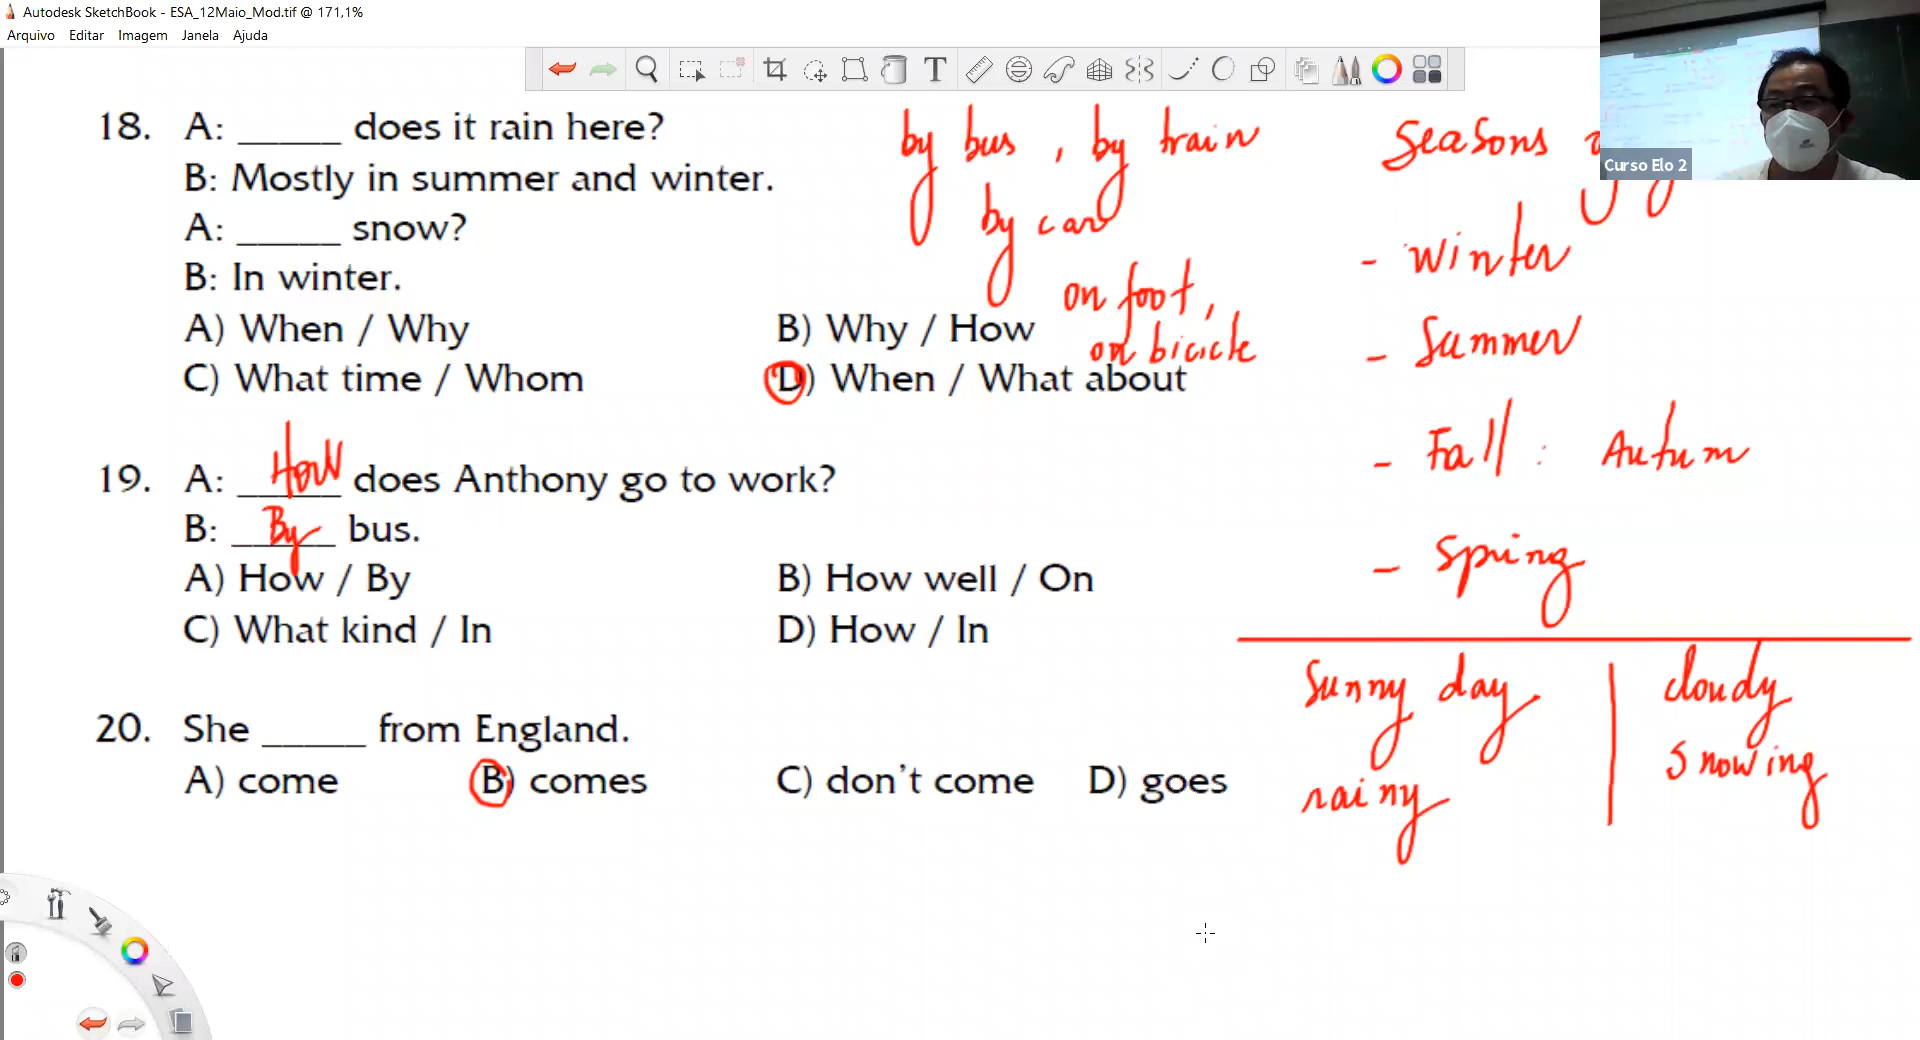 Autodesk SketchBook - ESA_12Maio_Mod.tif @ 171,1%
Arquivo Editar Imagem Janela Ajuda
Curso Elo 2
18. A: _____ does it rain here?
B: Mostly in summer and winter.
A: _____ snow?
B: In winter.
A) When / Why
B) Why / How
C) What time / Whom
D) When / What about
19. A: How does Anthony go to work?
B: By bus.
A) How / By
B) How well / On
C) What kind / In
D) How / In
20. She _____ from England.
A) come
B) comes
C) don't come
D) goes
by bus, by train
by car
on foot,
on bicicle
Seasons
- winter
- Summer
- Fall: Autum
- Spring
Sunny day
rainy
cloudy
snowing